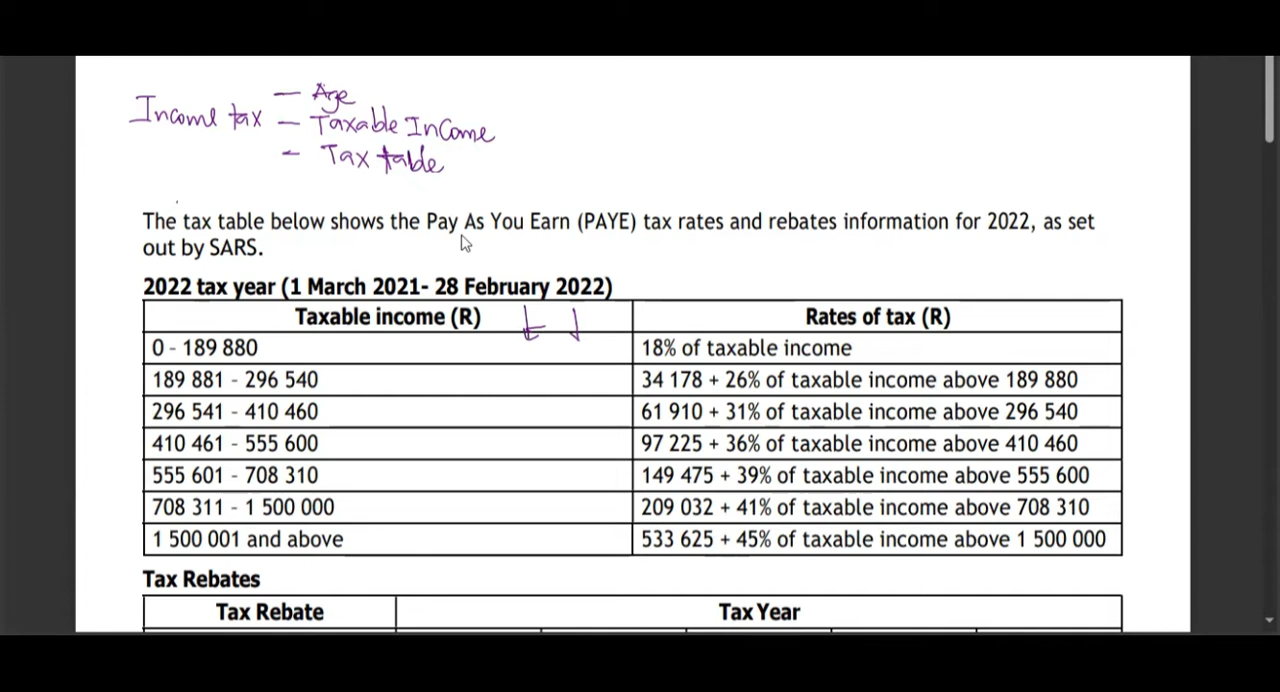 Income tax — Age
— Taxable Income
— Tax table
The tax table below shows the Pay As You Earn (PAYE) tax rates and rebates information for 2022, as set
out by SARS.
2022 tax year (1 March 2021- 28 February 2022)
Taxable income (R) Rates of tax (R)
0 - 189 880 18% of taxable income
189 881 - 296 540 34 178 + 26% of taxable income above 189 880
296 541 - 410 460 61 910 + 31% of taxable income above 296 540
410 461 - 555 600 97 225 + 36% of taxable income above 410 460
555 601 - 708 310 149 475 + 39% of taxable income above 555 600
708 311 - 1 500 000 209 032 + 41% of taxable income above 708 310
1 500 001 and above 533 625 + 45% of taxable income above 1 500 000
Tax Rebates
Tax Rebate Tax Year